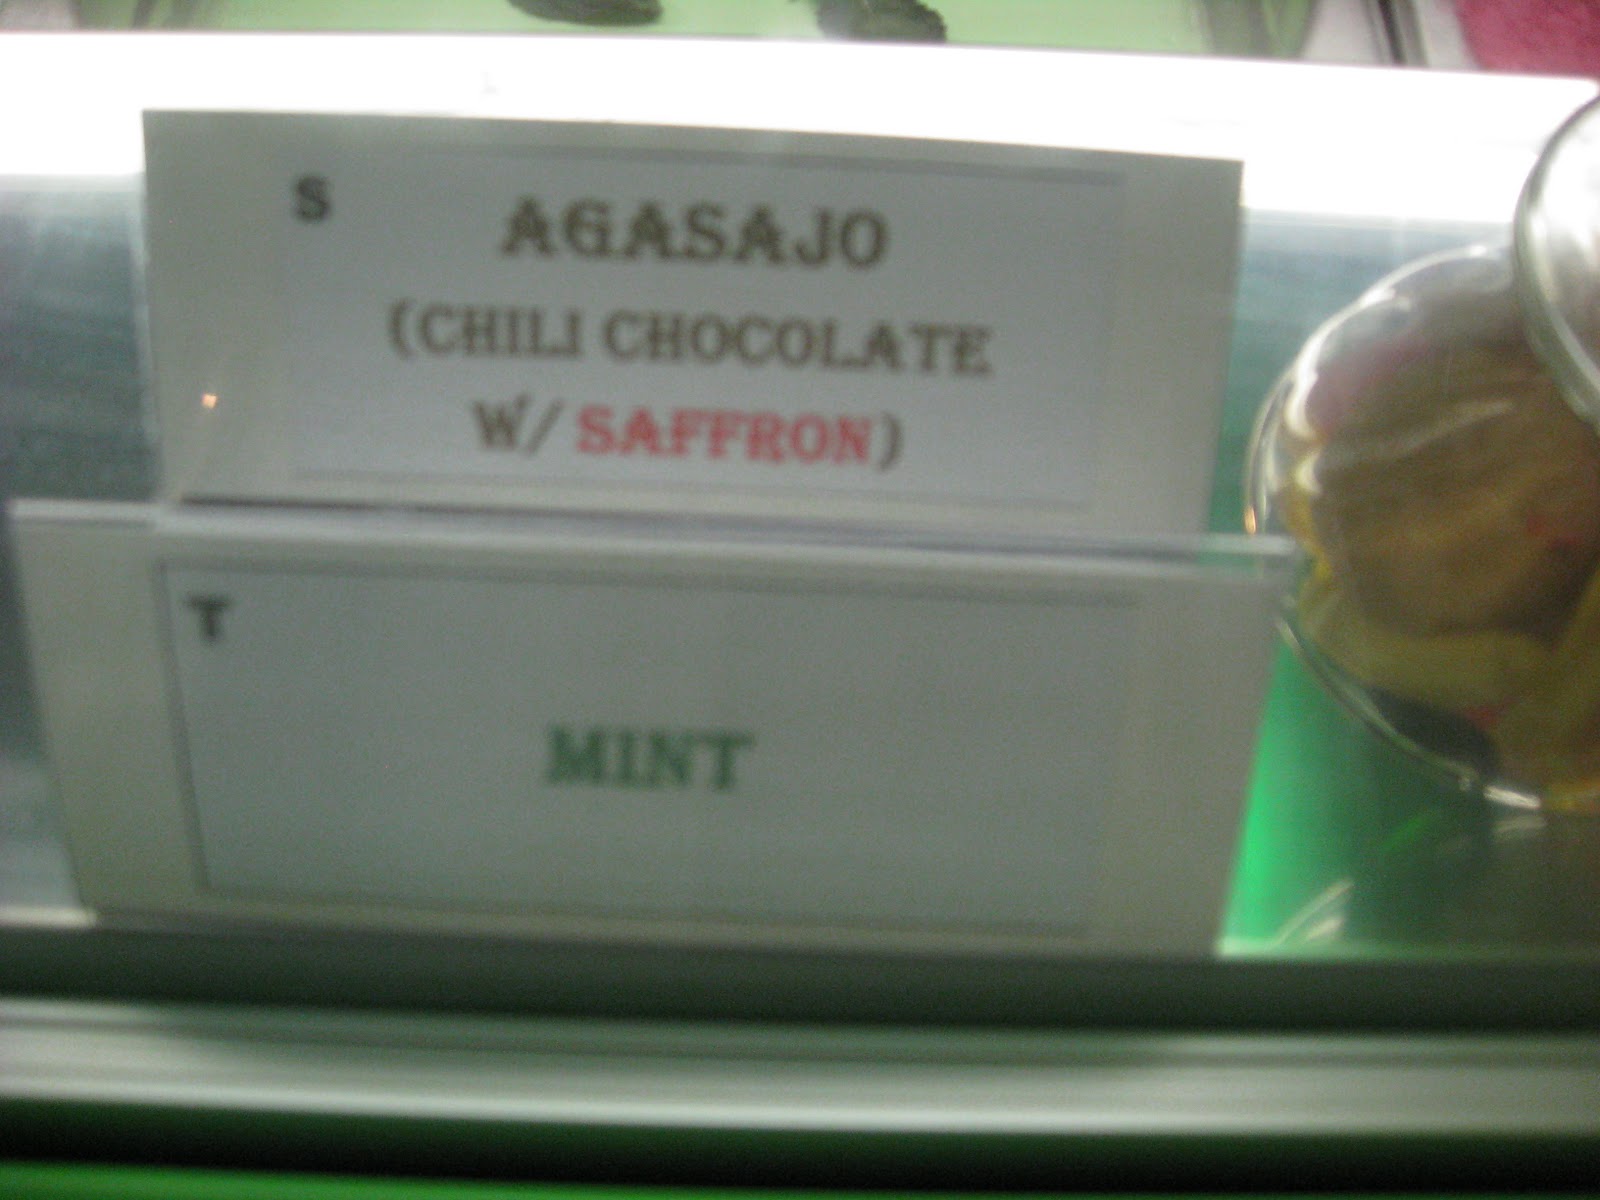 S
AGASAJO
(CHILI CHOCOLATE
W/ SAFFRON)
T
MINT